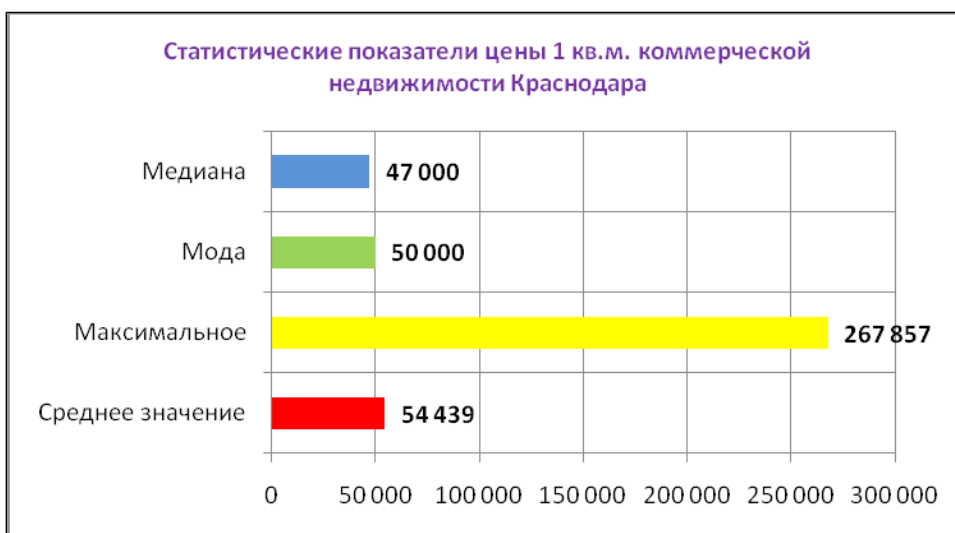 Статистические показатели цены 1 кв.м. коммерческой
недвижимости Краснодара
Медиана
47 000
Мода
50 000
Максимальное
267 857
Среднее значение
54 439
0 50 000 100 000 150 000 200 000 250 000 300 000